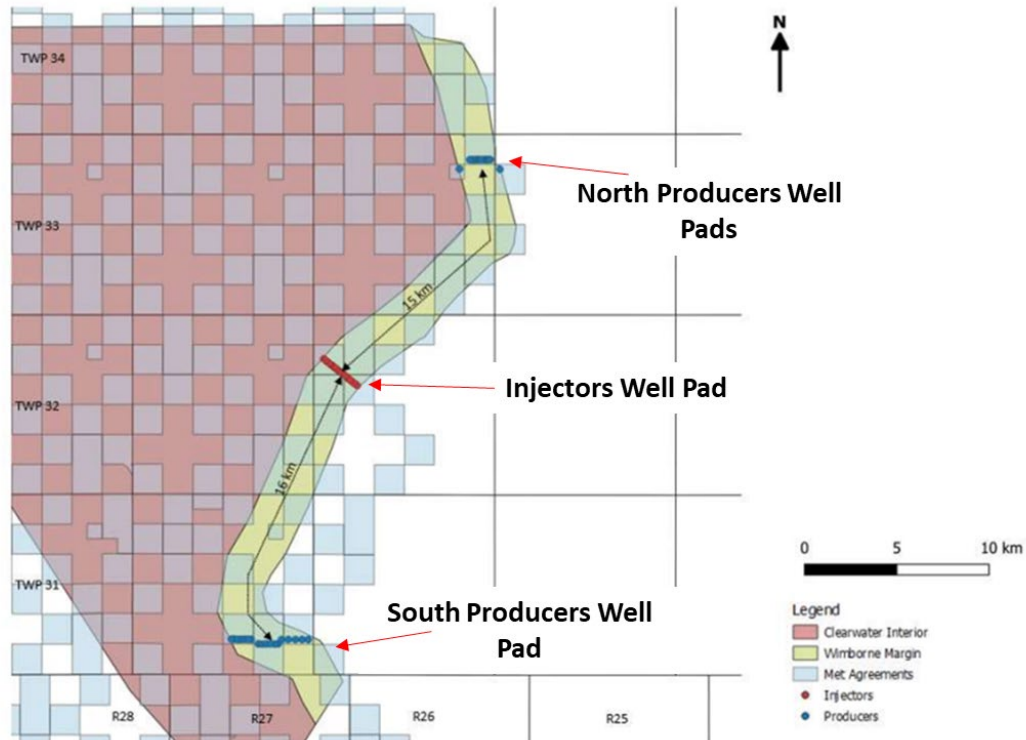 N
TWP 34
North Producers Well
Pads
TWP 33
15 km
Injectors Well Pad
TWP 32
16 km
0 5 10 km
TWP 31
South Producers Well
Pad
Legend
Clearwater Interior
Wimborne Margin
Met Agreements
Injectors
Producers
R28 R27 R26 R25